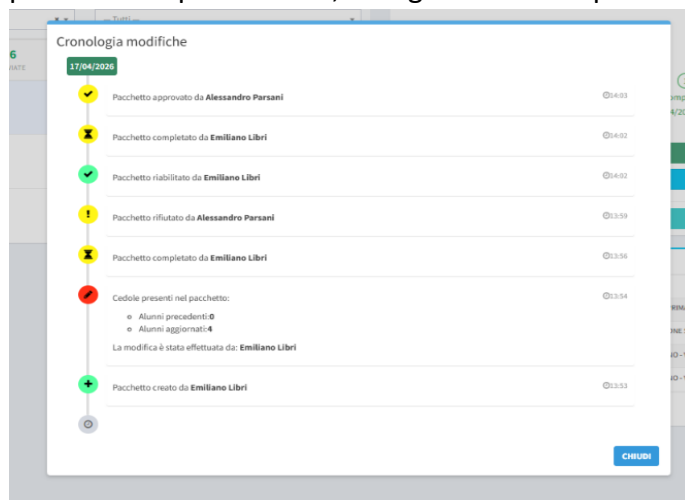 -- Tutti --
Cronologia modifiche
6
17/04/2026
Pacchetto approvato da Alessandro Parsani 14:03
Pacchetto completato da Emiliano Libri 14:02
Pacchetto riabilitato da Emiliano Libri 14:02
Pacchetto rifiutato da Alessandro Parsani 13:59
Pacchetto completato da Emiliano Libri 13:56
Cedole presenti nel pacchetto: 13:54
Alunni precedenti:0
Alunni aggiornati:4
La modifica è stata effettuata da: Emiliano Libri
Pacchetto creato da Emiliano Libri 13:53
CHIUDI